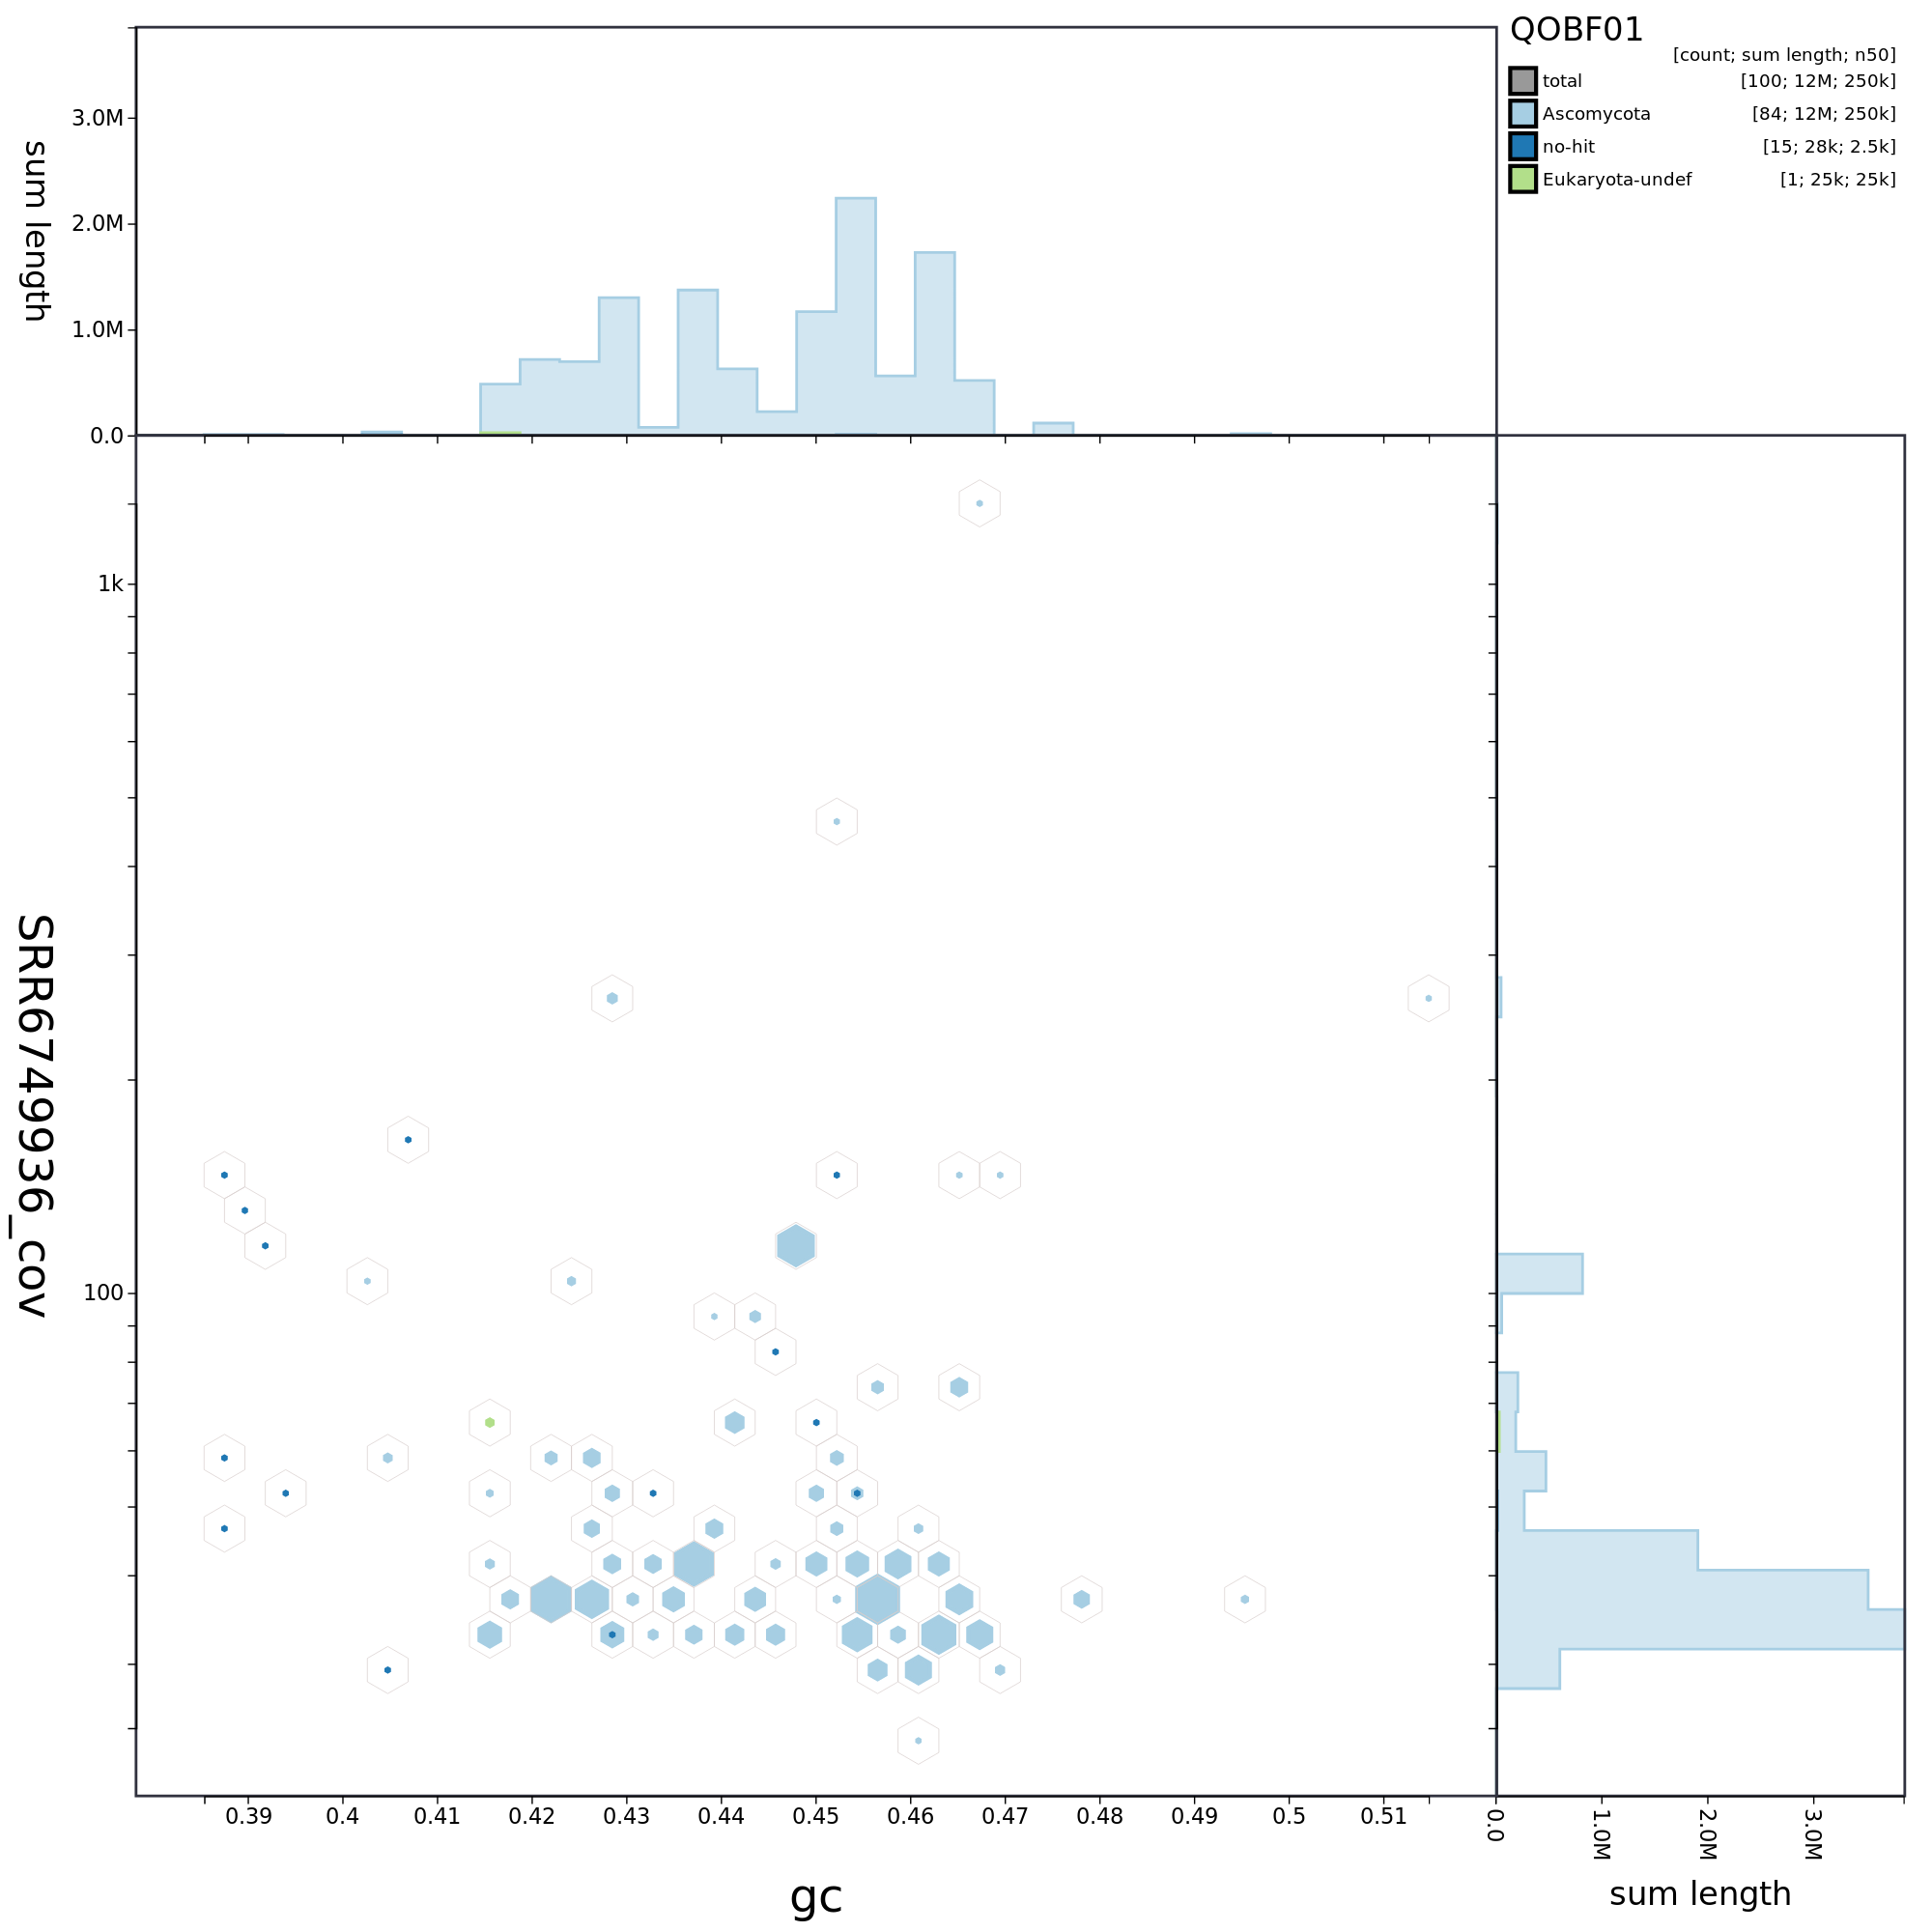 QOBF01
[count; sum length; n50]
total [100; 12M; 250k]
Ascomycota [84; 12M; 250k]
no-hit [15; 28k; 2.5k]
Eukaryota-undef [1; 25k; 25k]
sum length
3.0M
2.0M
1.0M
0.0
SRR6749936_cov
1k
100
0.39 0.4 0.41 0.42 0.43 0.44 0.45 0.46 0.47 0.48 0.49 0.5 0.51
gc
0.0 1.0M 2.0M 3.0M
sum length